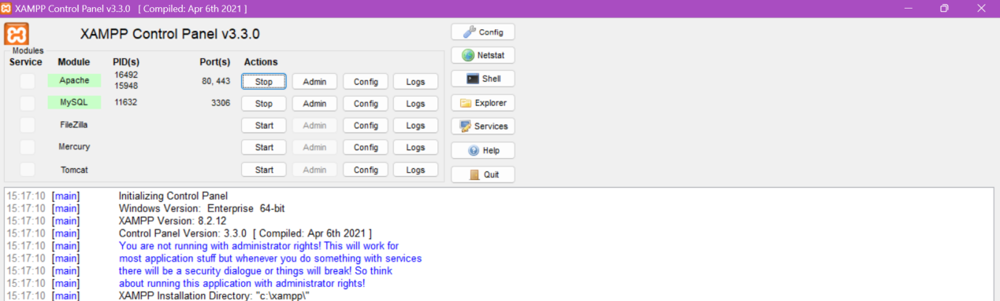 XAMPP Control Panel v3.3.0 [ Compiled: Apr 6th 2021 ]
XAMPP Control Panel v3.3.0
Modules
Service Module PID(s) Port(s) Actions
Apache 16492 15948 80, 443 Stop Admin Config Logs
MySQL 11632 3306 Stop Admin Config Logs
FileZilla Start Admin Config Logs
Mercury Start Admin Config Logs
Tomcat Start Admin Config Logs
Config
Netstat
Shell
Explorer
Services
Help
Quit
15:17:10 [main] Initializing Control Panel
15:17:10 [main] Windows Version: Enterprise 64-bit
15:17:10 [main] XAMPP Version: 8.2.12
15:17:10 [main] Control Panel Version: 3.3.0 [ Compiled: Apr 6th 2021 ]
15:17:10 [main] You are not running with administrator rights! This will work for
15:17:10 [main] most application stuff but whenever you do something with services
15:17:10 [main] there will be a security dialogue or things will break! So think
15:17:10 [main] about running this application with administrator rights!
15:17:10 [main] XAMPP Installation Directory: "c:\xampp\"